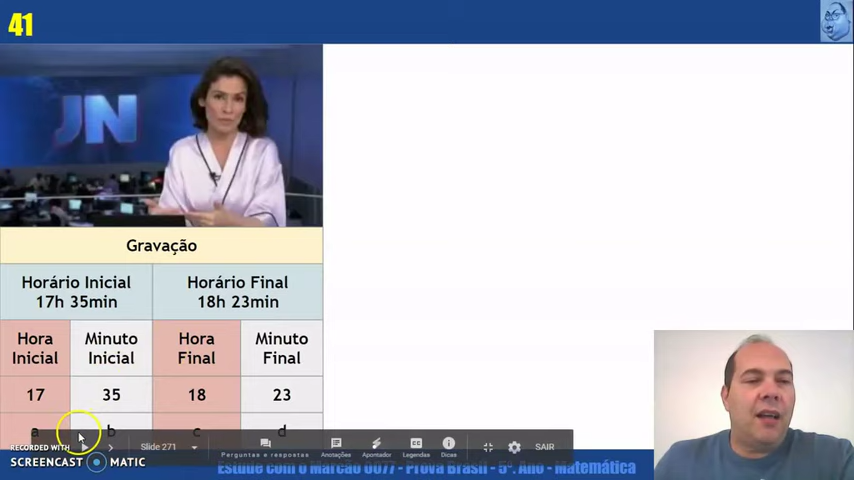 41
JN
Gravação
Horário Inicial
17h 35min
Horário Final
18h 23min
Hora
Inicial
Minuto
Inicial
Hora
Final
Minuto
Final
17
35
18
23
a
b
c
d
Slide 271
Perguntas e respostas
Anotações
Apontador
Legendas
Dicas
SAIR
RECORDED WITH
SCREENCAST MATIC
Estude com o Marcão 0077 - Prova Brasil - 5º. Ano - Matemática